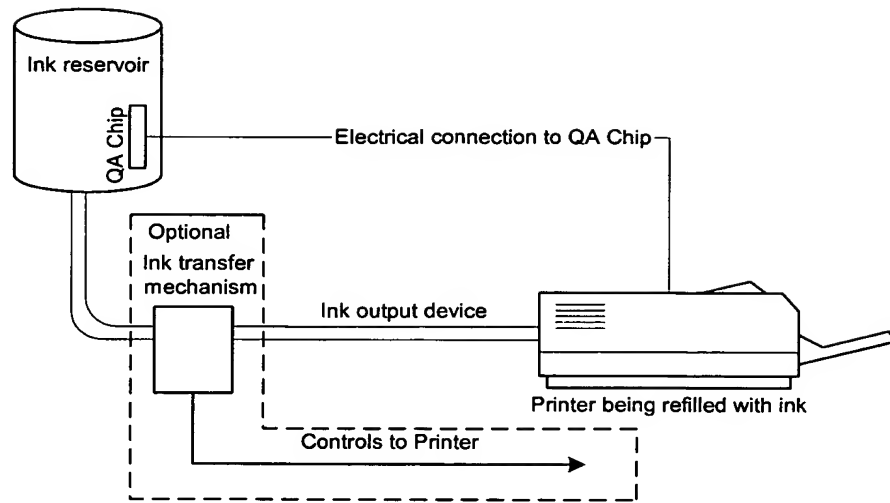 Ink reservoir
QA Chip
Electrical connection to QA Chip
Optional
Ink transfer
mechanism
Ink output device
Printer being refilled with ink
Controls to Printer